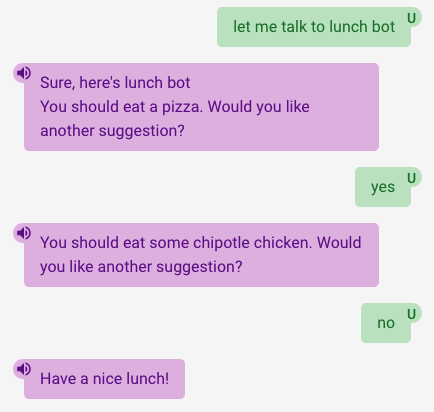 let me talk to lunch bot
U
Sure, here's lunch bot
You should eat a pizza. Would you like
another suggestion?
yes
U
You should eat some chipotle chicken. Would
you like another suggestion?
no
U
Have a nice lunch!